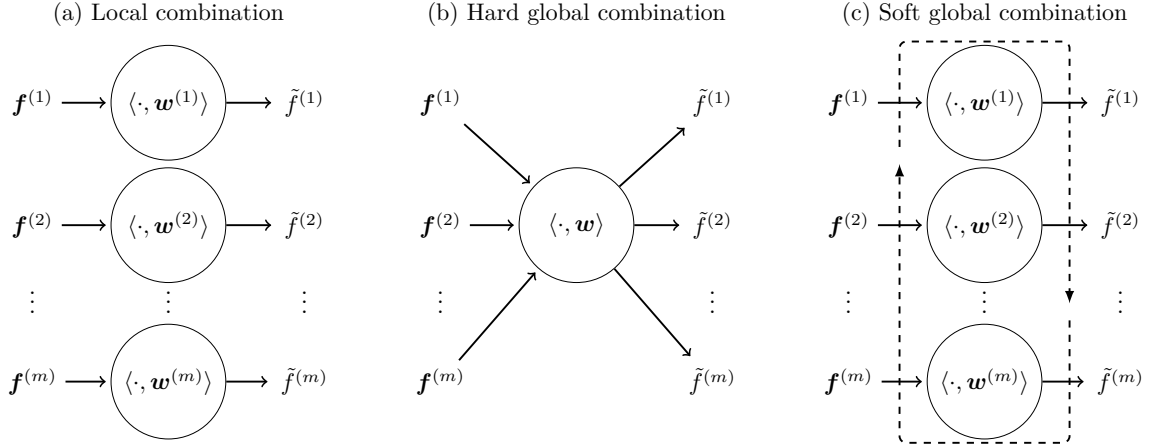 (a) Local combination
(b) Hard global combination
(c) Soft global combination
f^{(1)} ⟨·, w^{(1)}⟩ f̃^{(1)}
f^{(2)} ⟨·, w^{(2)}⟩ f̃^{(2)}
⋮ ⋮ ⋮
f^{(m)} ⟨·, w^{(m)}⟩ f̃^{(m)}
f^{(1)} f̃^{(1)}
f^{(2)} ⟨·, w⟩ f̃^{(2)}
⋮ ⋮
f^{(m)} f̃^{(m)}
f^{(1)} ⟨·, w^{(1)}⟩ f̃^{(1)}
f^{(2)} ⟨·, w^{(2)}⟩ f̃^{(2)}
⋮ ⋮ ⋮
f^{(m)} ⟨·, w^{(m)}⟩ f̃^{(m)}